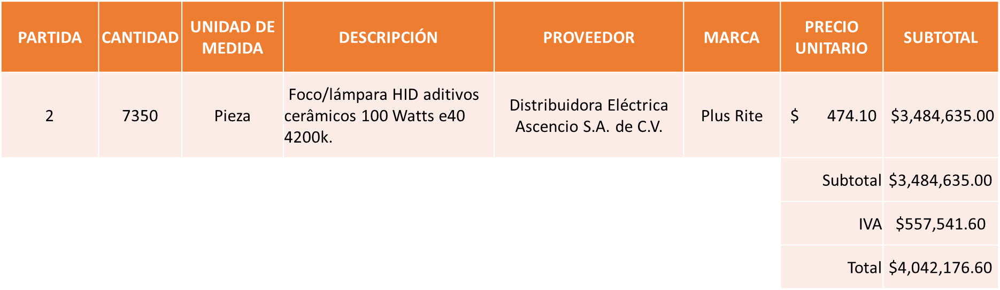 PARTIDA
CANTIDAD
UNIDAD DE
MEDIDA
DESCRIPCIÓN
PROVEEDOR
MARCA
PRECIO
UNITARIO
SUBTOTAL
2
7350
Pieza
Foco/lámpara HID aditivos
cerâmicos 100 Watts e40
4200k.
Distribuidora Eléctrica
Ascencio S.A. de C.V.
Plus Rite
$ 474.10
$3,484,635.00
Subtotal $3,484,635.00
IVA $557,541.60
Total $4,042,176.60